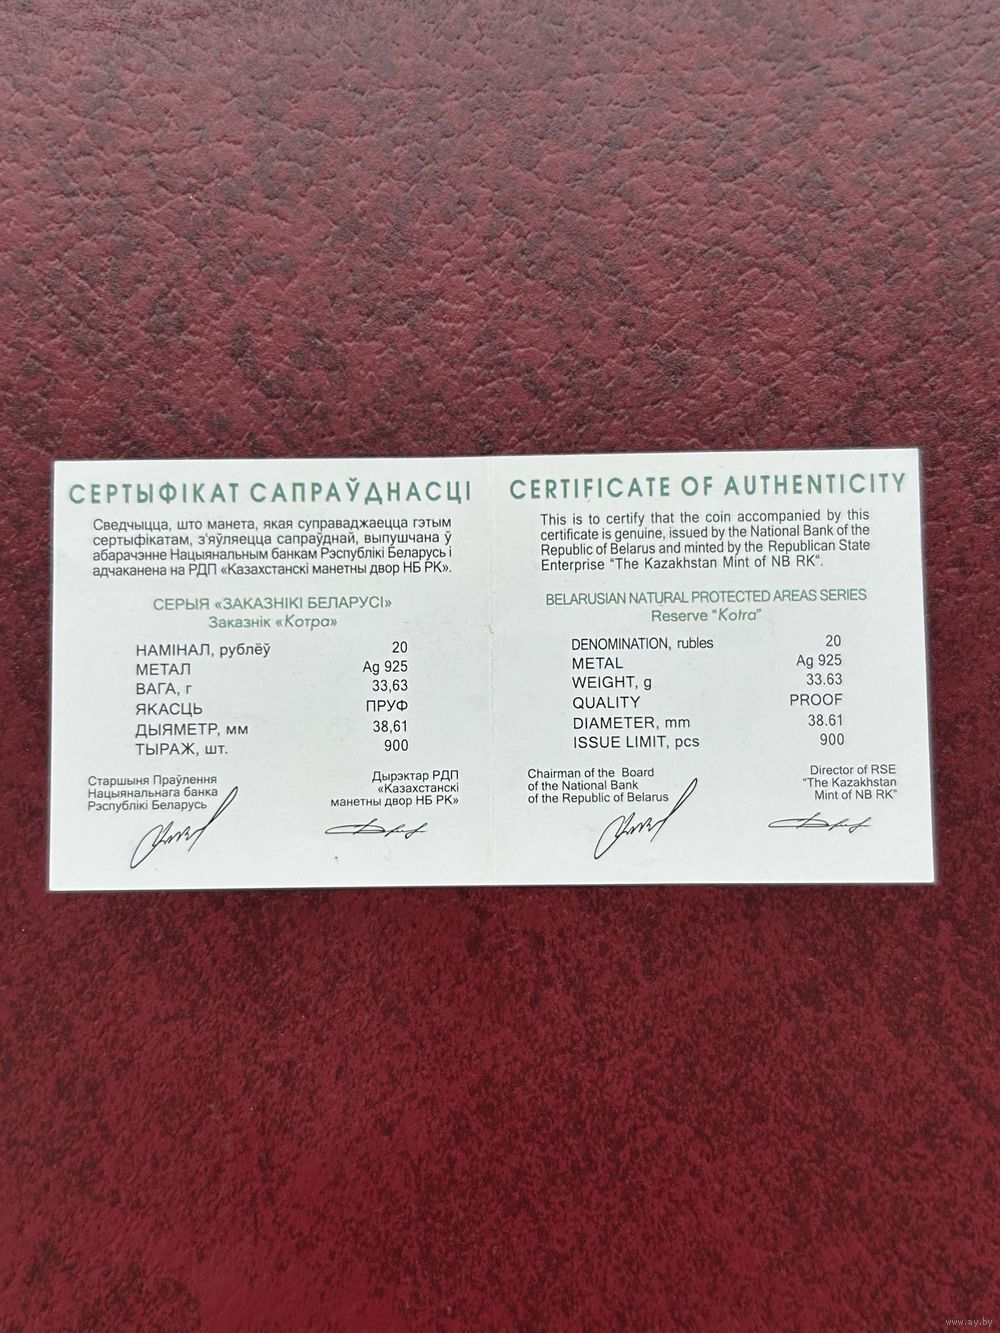 СЕРТЫФІКАТ САПРАЎДНАСЦІ
Сведчыцца, што манета, якая суправаджаецца гэтым
сертыфікатам, з'яўляецца сапраўднай, выпушчана ў
абарачэнне Нацыянальным банкам Рэспублікі Беларусь і
адчаканена на РДП «Казахстанскі манетны двор НБ РК».
СЕРЫЯ «ЗАКАЗНІКІ БЕЛАРУСІ»
Заказнік «Котра»
НАМІНАЛ, рублёў 20
МЕТАЛ Ag 925
ВАГА, г 33,63
ЯКАСЦЬ ПРУФ
ДЫЯМЕТР, мм 38,61
ТЫРАЖ, шт. 900
Старшыня Праўлення
Нацыянальнага банка
Рэспублікі Беларусь
Дырэктар РДП
«Казахстанскі
манетны двор НБ РК»
CERTIFICATE OF AUTHENTICITY
This is to certify that the coin accompanied by this
certificate is genuine, issued by the National Bank of the
Republic of Belarus and minted by the Republican State
Enterprise "The Kazakhstan Mint of NB RK".
BELARUSIAN NATURAL PROTECTED AREAS SERIES
Reserve "Kotra"
DENOMINATION, rubles 20
METAL Ag 925
WEIGHT, g 33.63
QUALITY PROOF
DIAMETER, mm 38.61
ISSUE LIMIT, pcs 900
Chairman of the Board
of the National Bank
of the Republic of Belarus
Director of RSE
"The Kazakhstan
Mint of NB RK"
www.ay.by